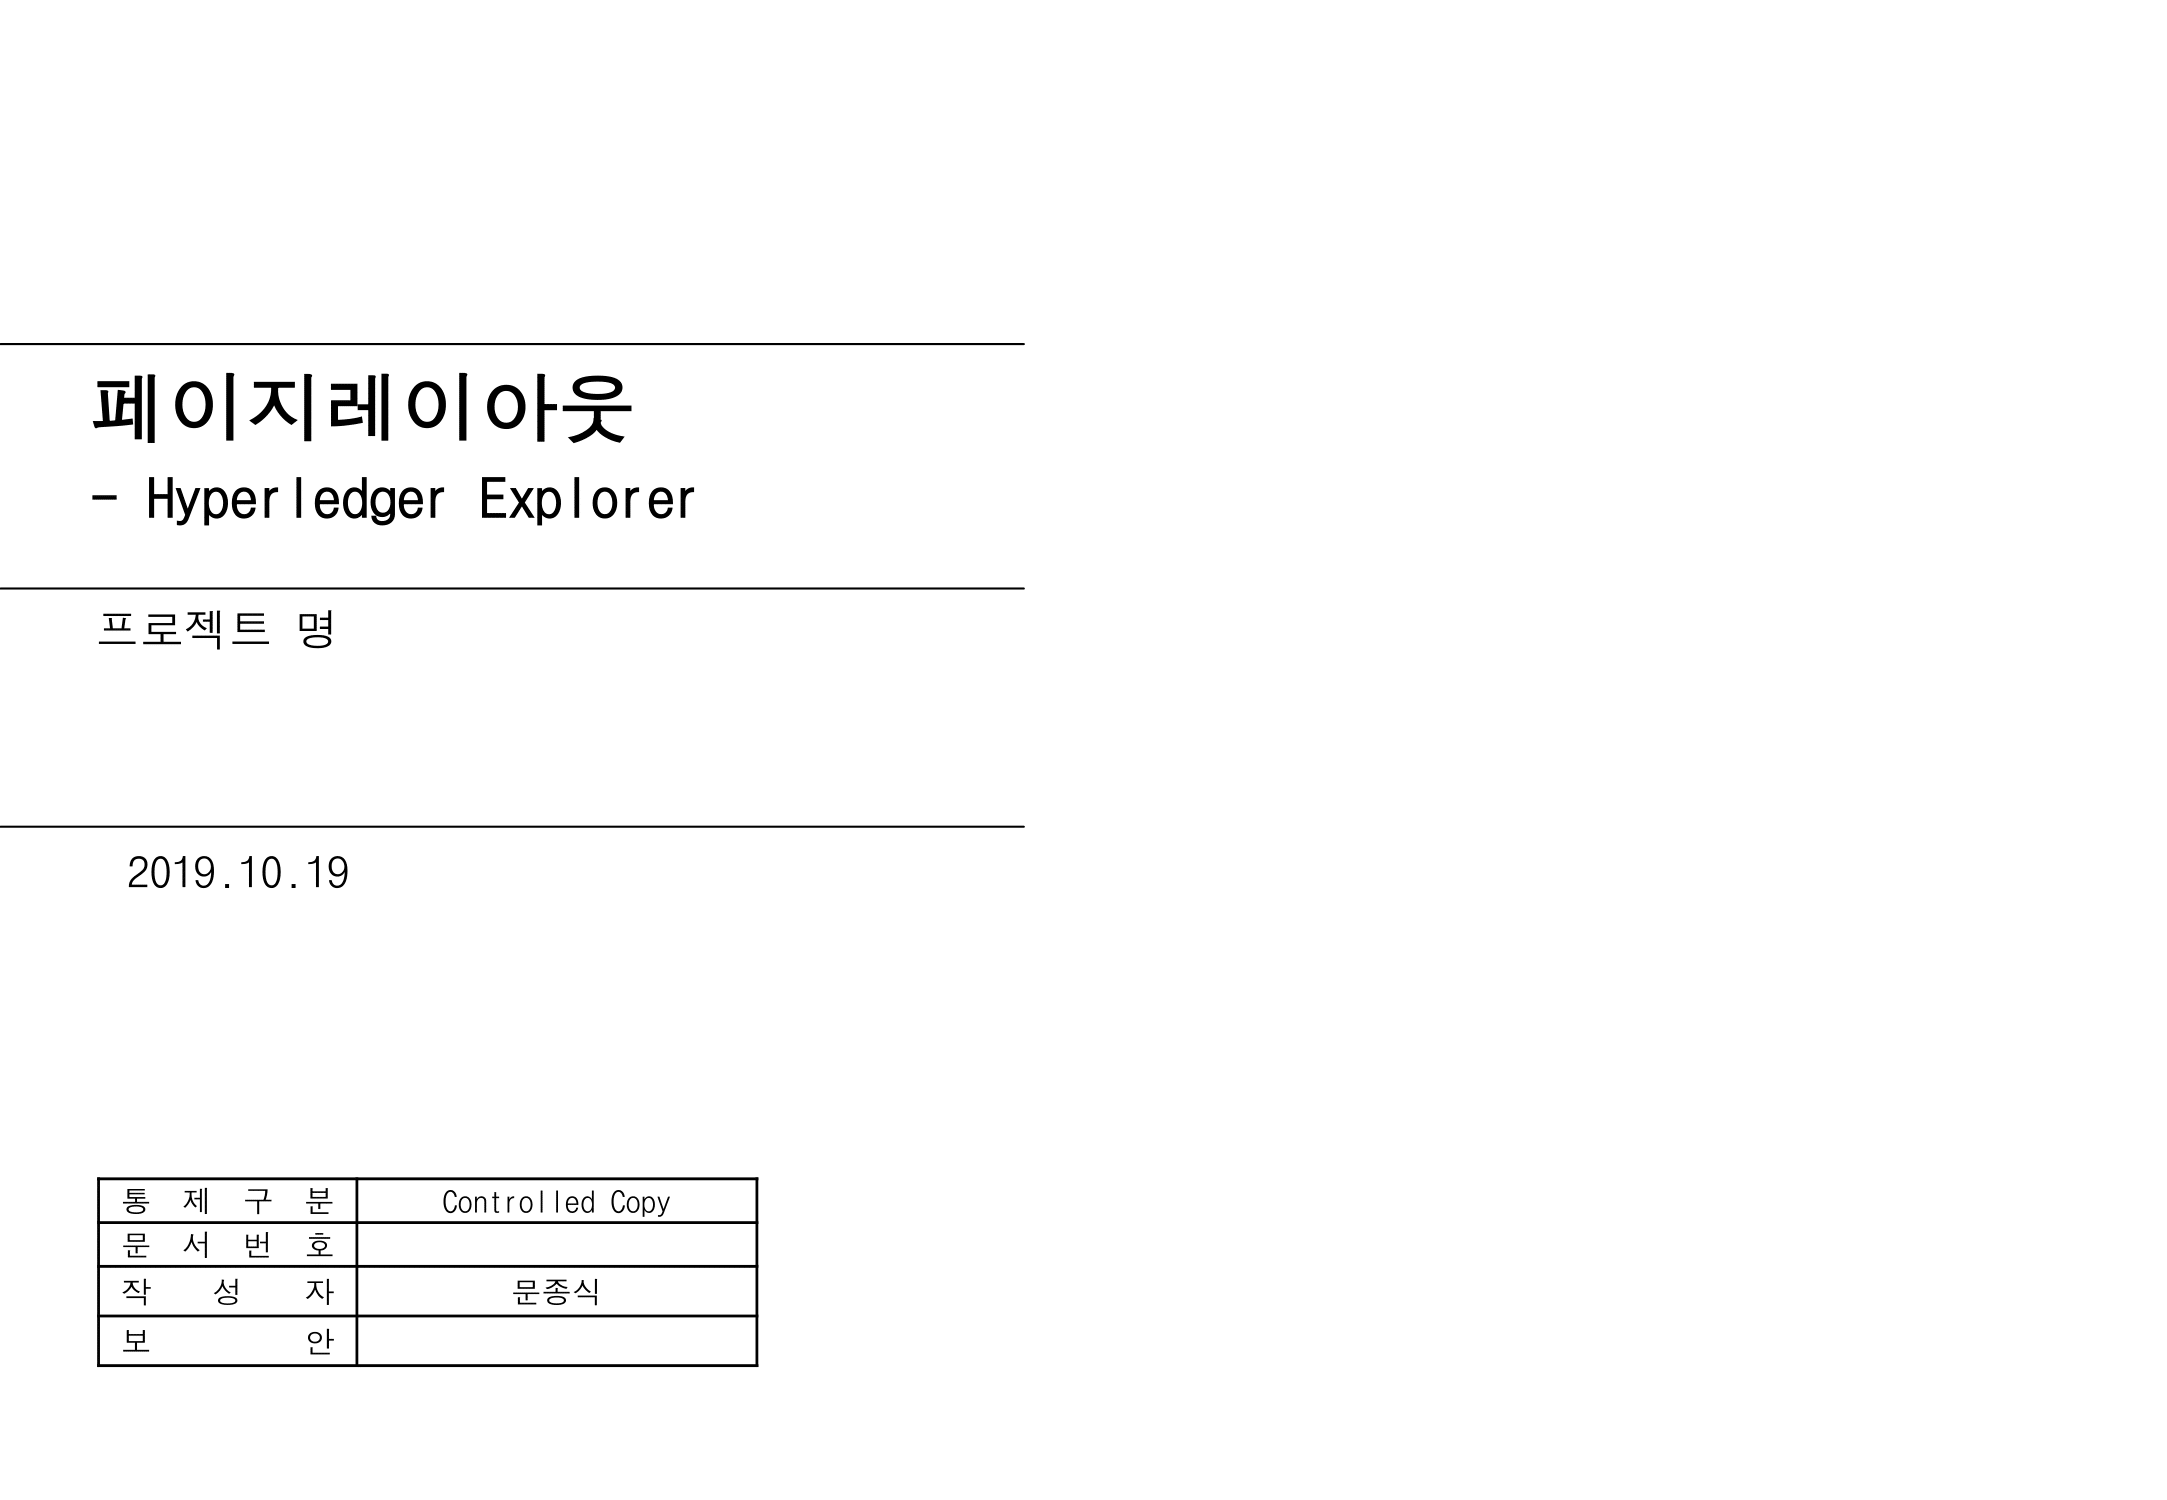 페이지레이아웃
- Hyperledger Explorer
프로젝트 명
2019.10.19
통 제 구 분 Controlled Copy
문 서 번 호
작 성 자 문종식
보 안